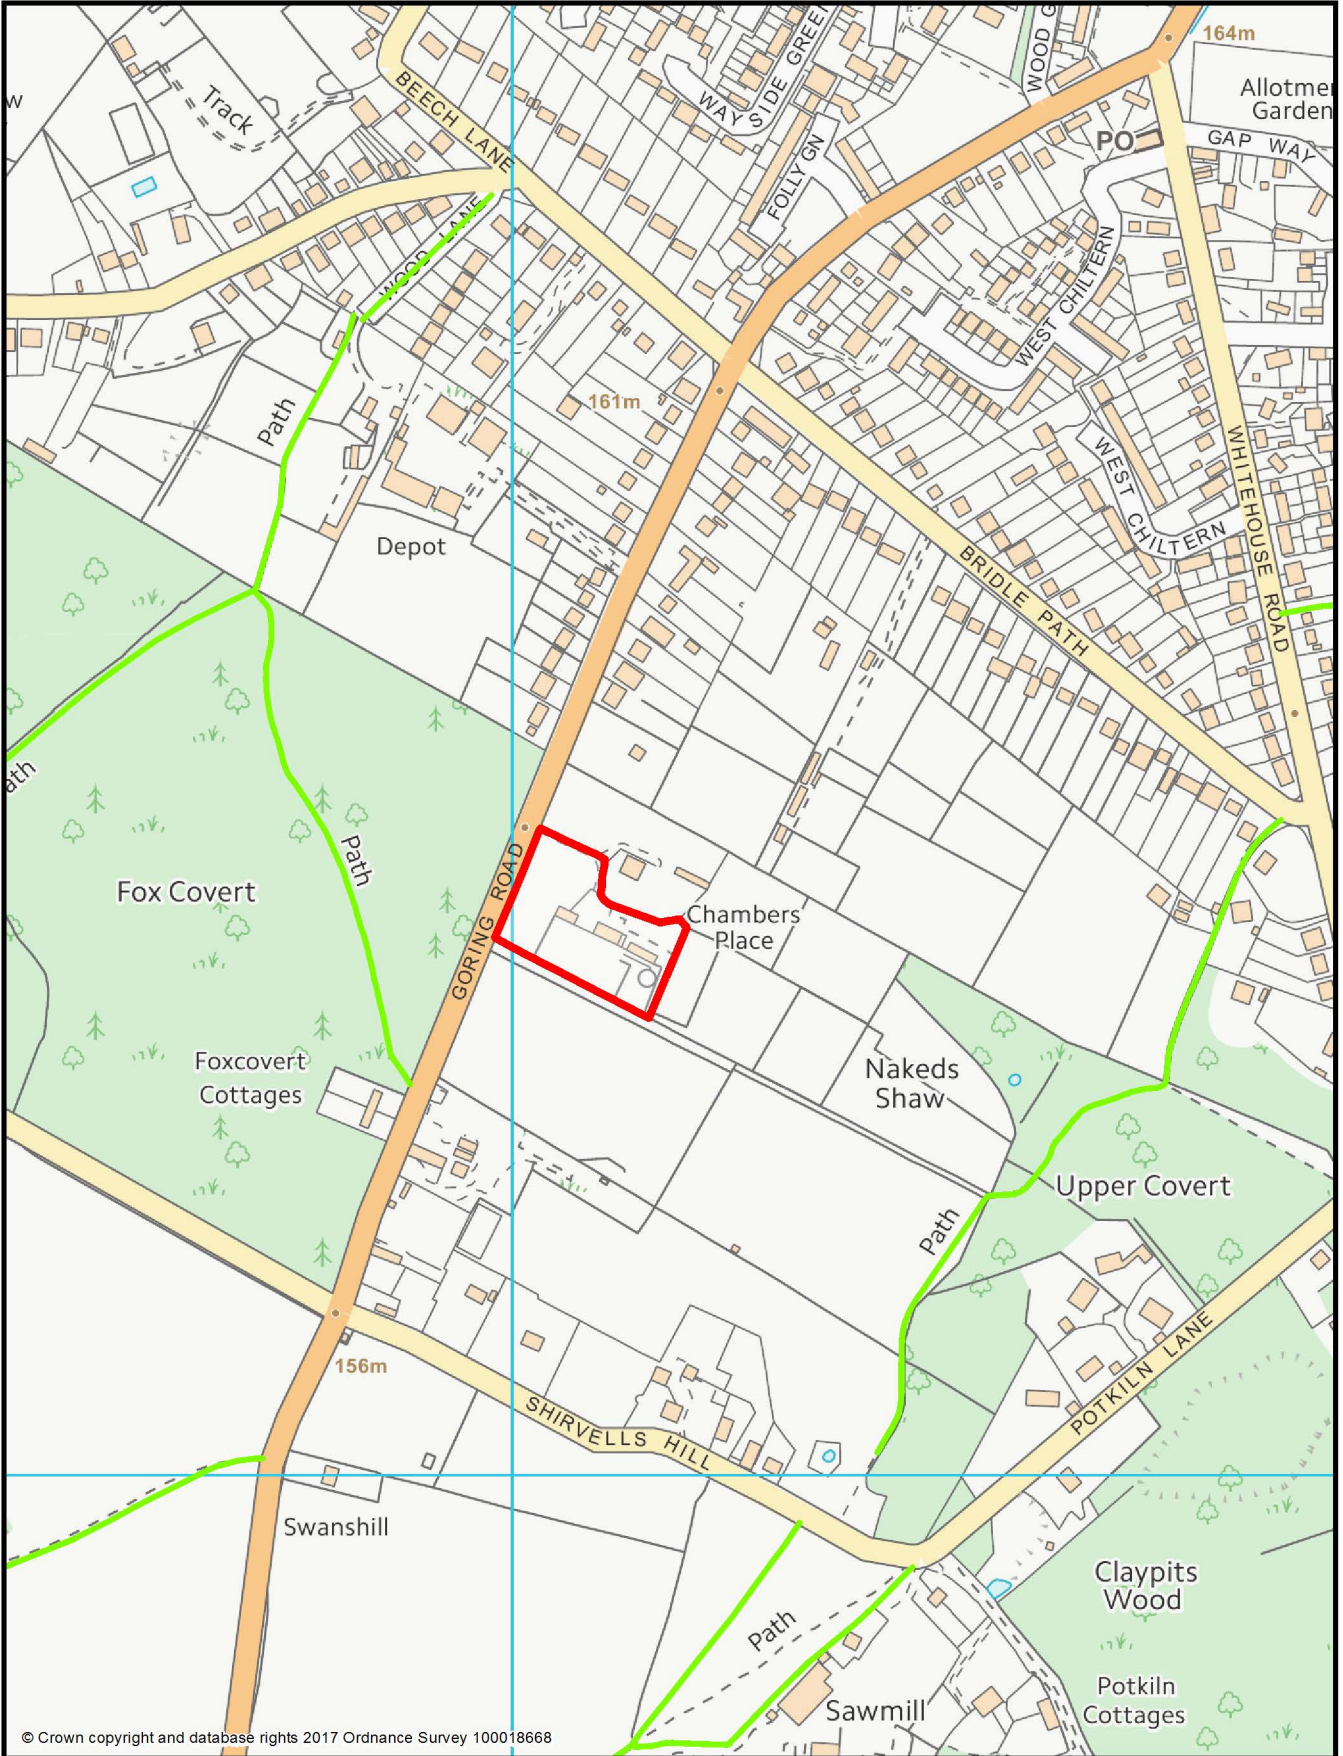 164m
WOOD G
Allotme
Garden
w
Track
BEECH LANE
WAY SIDE GREEN
FOLLY GN
PO
GAP WAY
WOOD LANE
WEST CHILTERN
161m
Path
WEST CHILTERN
WHITEHOUSE ROAD
Depot
BRIDLE PATH
ath
Path
Fox Covert
GORING ROAD
Chambers
Place
Foxcovert
Cottages
Nakeds
Shaw
Upper Covert
Path
156m
POTKILN LANE
SHIRVELLS HILL
Swanshill
Claypits
Wood
Path
Potkiln
Cottages
Sawmill
© Crown copyright and database rights 2017 Ordnance Survey 100018668